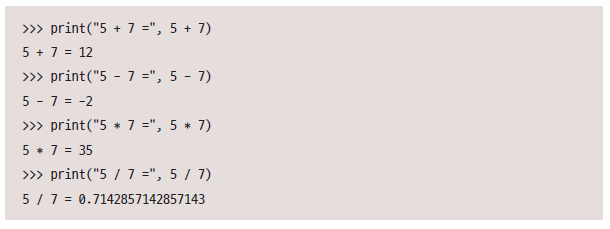 >>> print("5 + 7 =", 5 + 7)
5 + 7 = 12
>>> print("5 - 7 =", 5 - 7)
5 - 7 = -2
>>> print("5 * 7 =", 5 * 7)
5 * 7 = 35
>>> print("5 / 7 =", 5 / 7)
5 / 7 = 0.7142857142857143